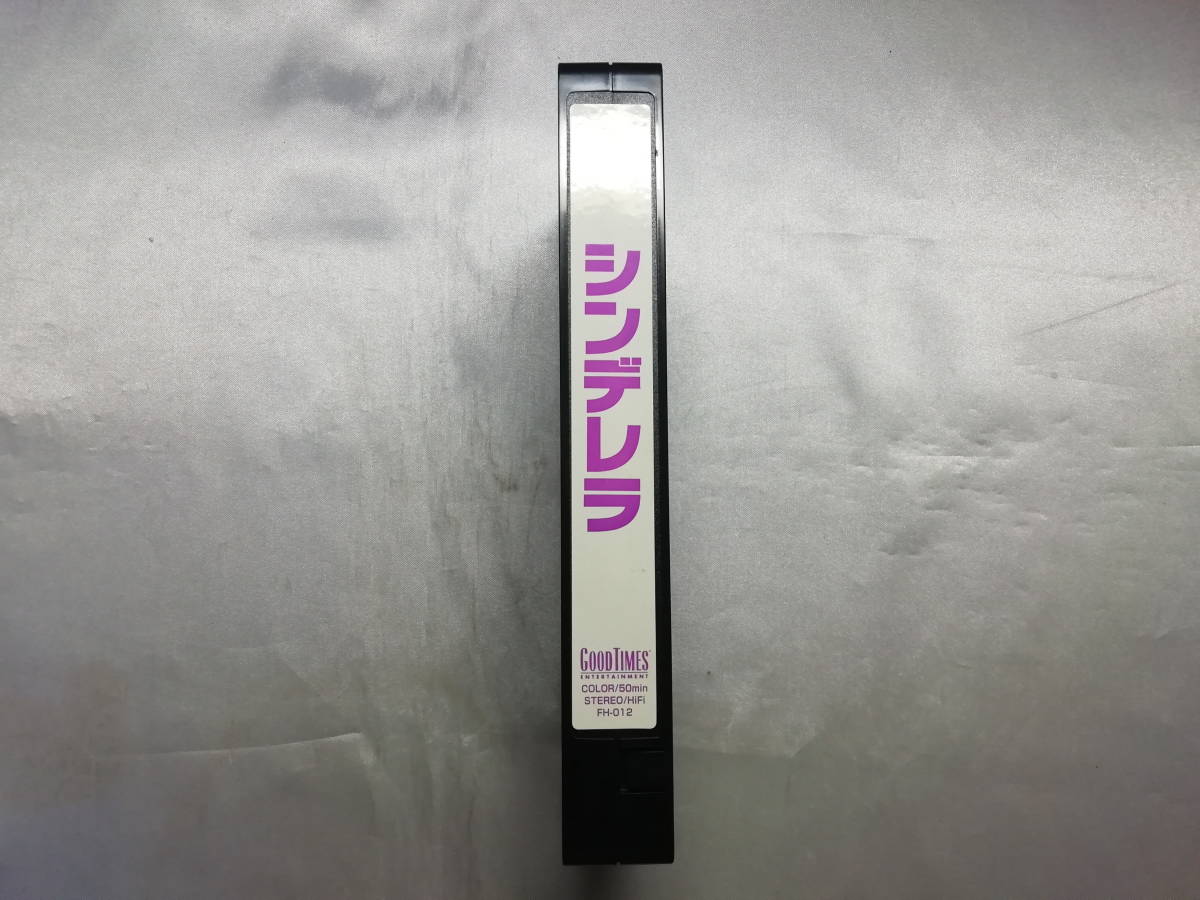 シンデレラ
GOODTIMES
ENTERTAINMENT
COLOR/50min
STEREO/HiFi
FH-012